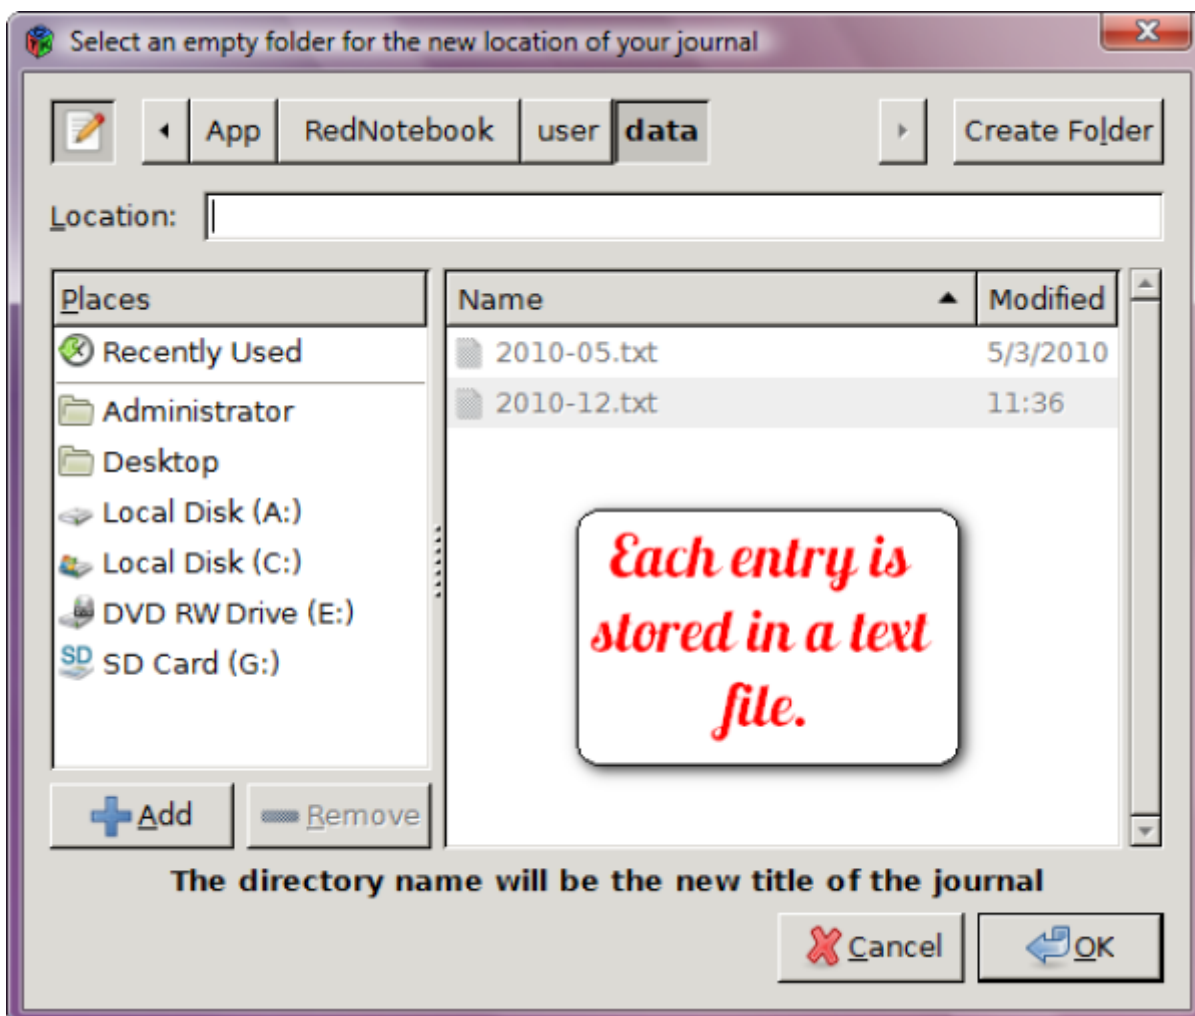 Select an empty folder for the new location of your journal
App RedNotebook user data Create Folder
Location:
Places
Recently Used
Administrator
Desktop
Local Disk (A:)
Local Disk (C:)
DVD RW Drive (E:)
SD SD Card (G:)
Add Remove
Name Modified
2010-05.txt 5/3/2010
2010-12.txt 11:36
Each entry is
stored in a text
file.
The directory name will be the new title of the journal
Cancel OK